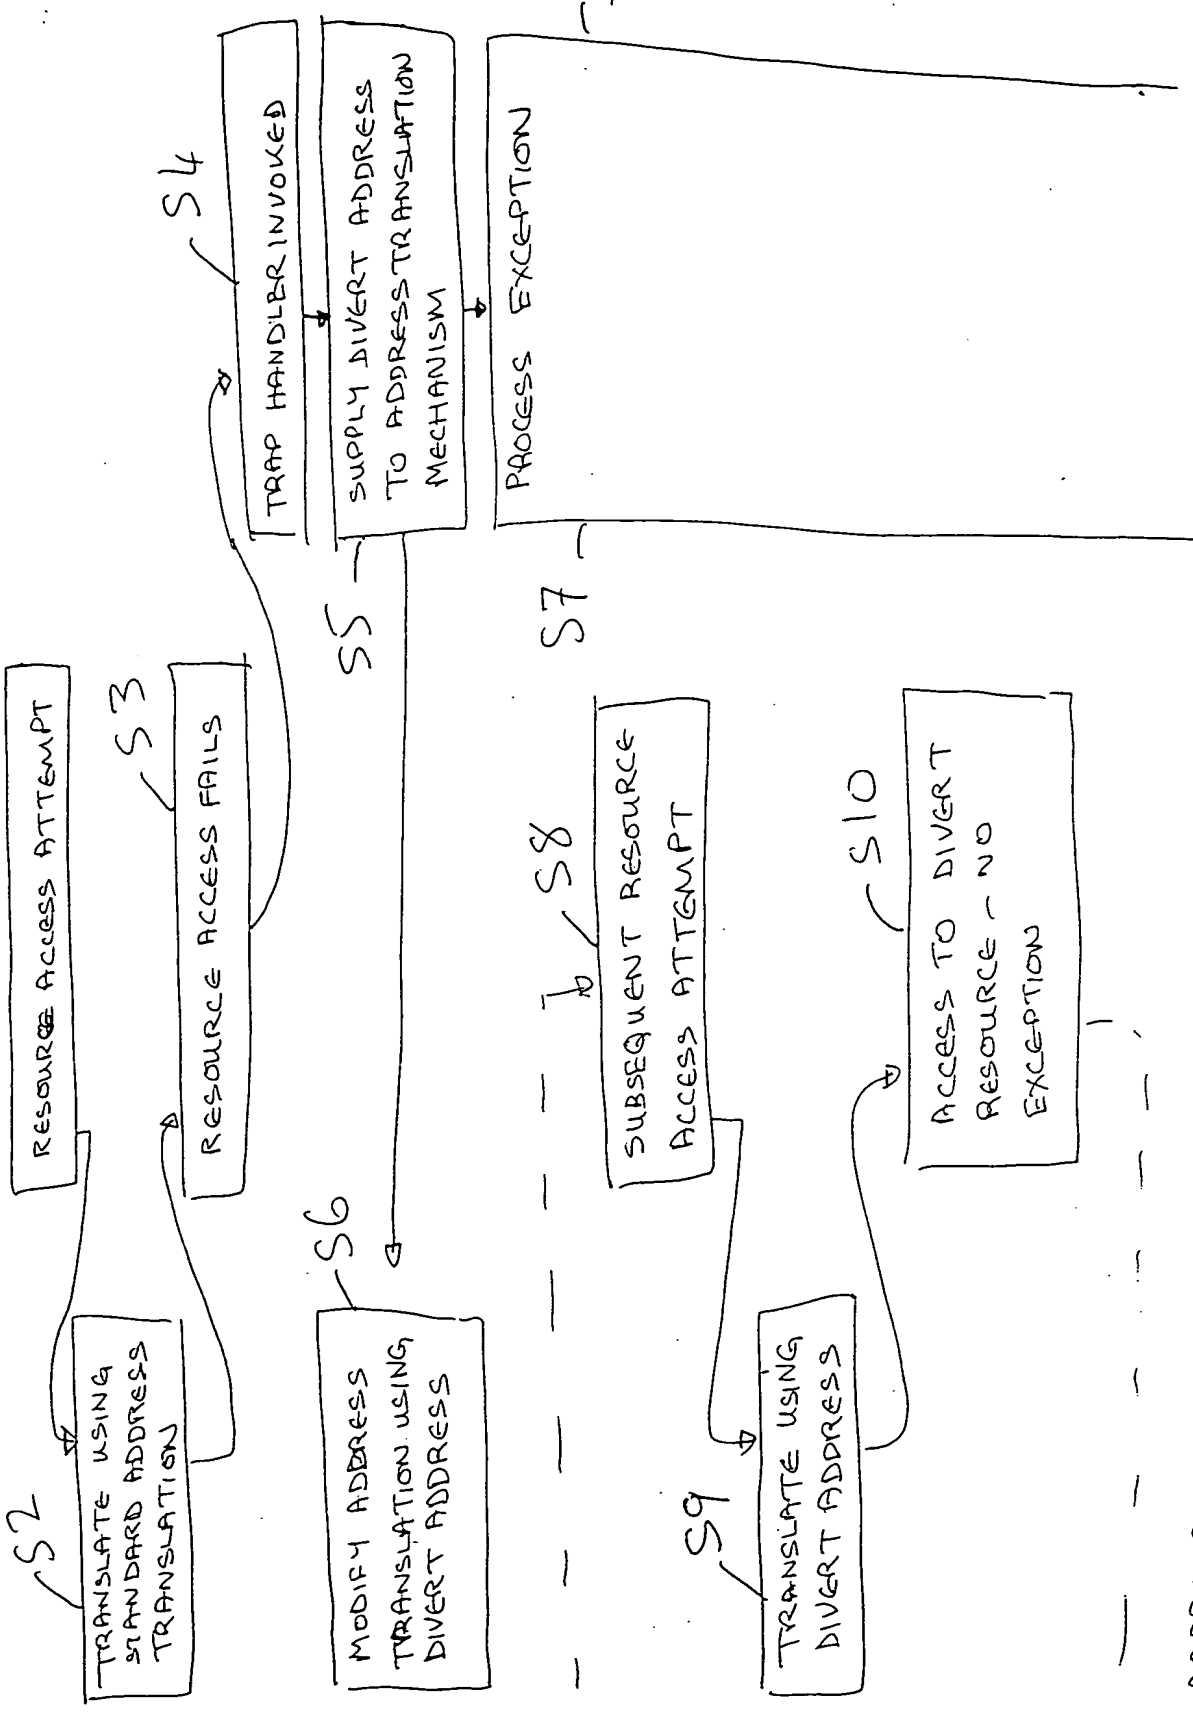 RESOURCE ACCESS ATTEMPT
S2
TRANSLATE USING
STANDARD ADDRESS
TRANSLATION
S3
RESOURCE ACCESS FAILS
S4
TRAP HANDLER INVOKED
S5
SUPPLY DIVERT ADDRESS
TO ADDRESS TRANSLATION
MECHANISM
S6
MODIFY ADDRESS
TRANSLATION USING
DIVERT ADDRESS
S7
PROCESS EXCEPTION
S8
SUBSEQUENT RESOURCE
ACCESS ATTEMPT
S9
TRANSLATE USING
DIVERT ADDRESS
S10
ACCESS TO DIVERT
RESOURCE - NO
EXCEPTION